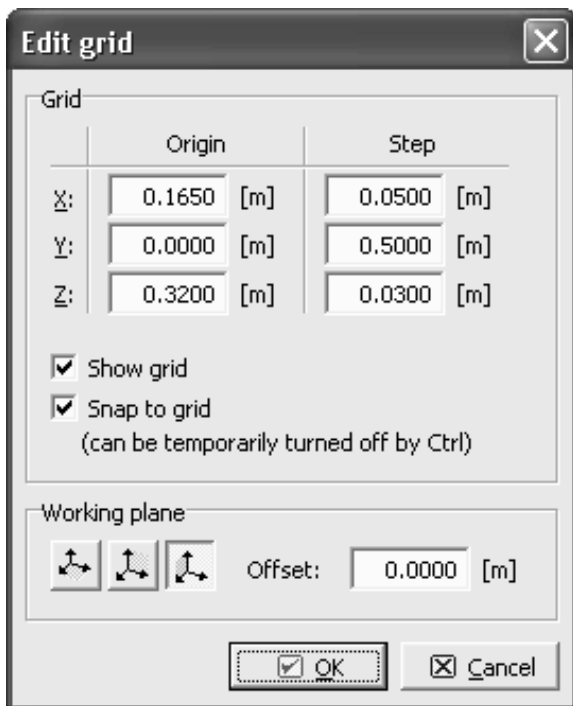 Edit grid
Grid
Origin Step
X: 0.1650 [m] 0.0500 [m]
Y: 0.0000 [m] 0.5000 [m]
Z: 0.3200 [m] 0.0300 [m]
Show grid
Snap to grid
(can be temporarily turned off by Ctrl)
Working plane
Offset: 0.0000 [m]
OK Cancel